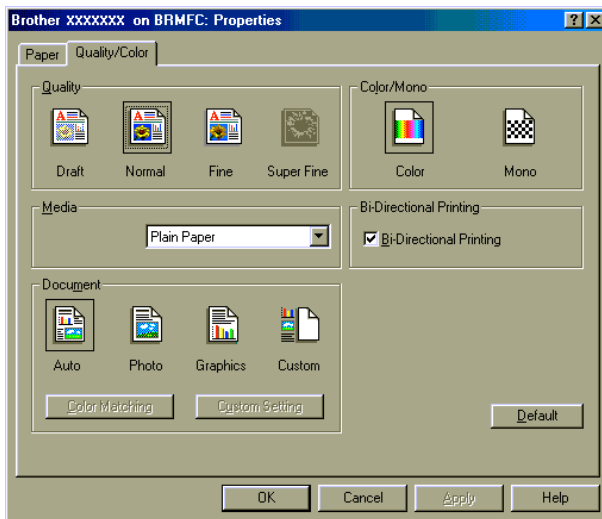 Brother XXXXXXX on BRMFC: Properties
Paper Quality/Color
Quality
Draft Normal Fine Super Fine
Color/Mono
Color Mono
Media
Plain Paper
Bi-Directional Printing
Bi-Directional Printing
Document
Auto Photo Graphics Custom
Color Matching Custom Setting
Default
OK Cancel Apply Help